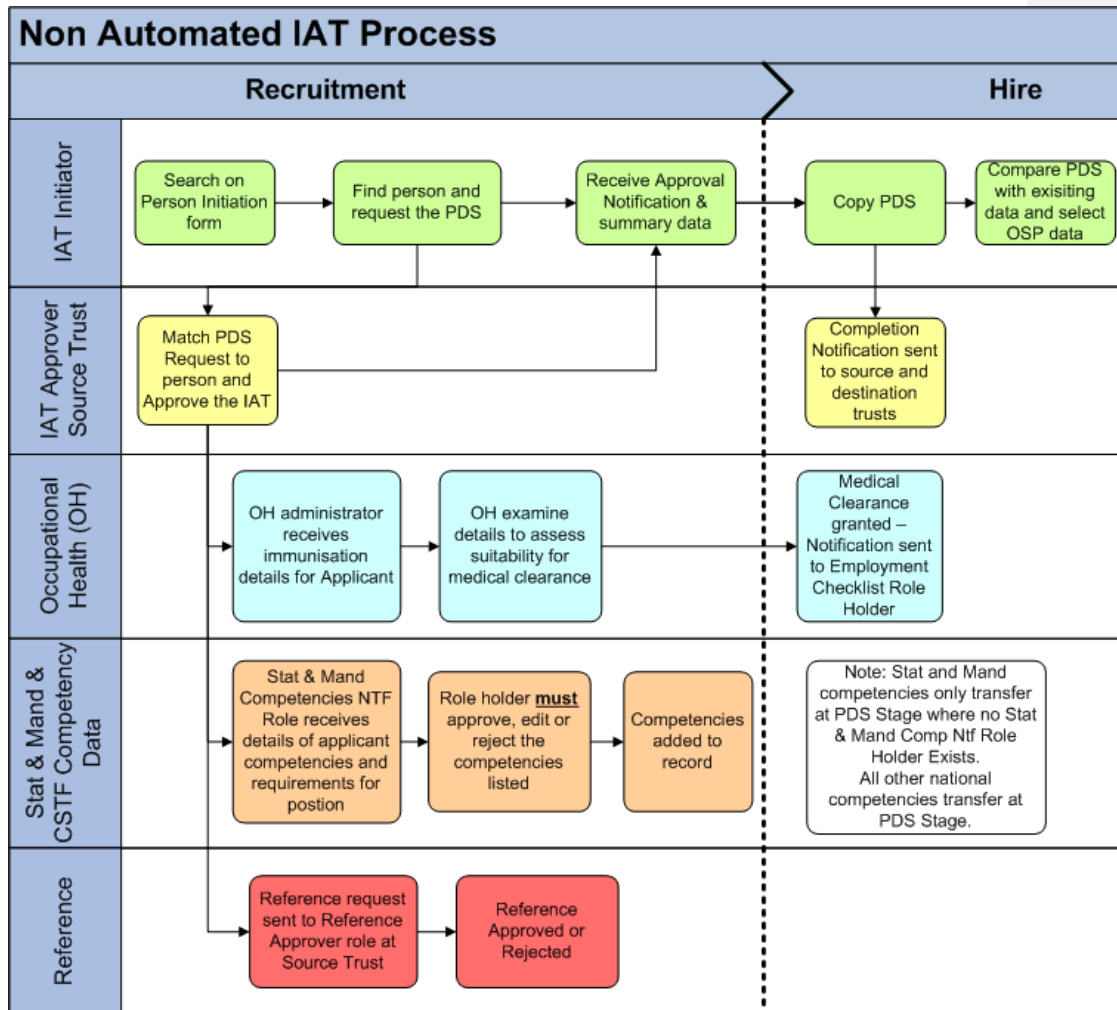 Non Automated IAT Process
Recruitment
Hire
IAT Initiator
Search on
Person Initiation
form
Find person and
request the PDS
Receive Approval
Notification &
summary data
Copy PDS
Compare PDS
with exisiting
data and select
OSP data
IAT Approver
Source Trust
Match PDS
Request to
person and
Approve the IAT
Completion
Notification sent
to source and
destination
trusts
Occupational
Health (OH)
OH administrator
receives
immunisation
details for Applicant
OH examine
details to assess
suitability for
medical clearance
Medical
Clearance
granted –
Notification sent
to Employment
Checklist Role
Holder
Stat & Mand &
CSTF Competency
Data
Stat & Mand
Competencies NTF
Role receives
details of applicant
competencies and
requirements for
postion
Role holder must
approve, edit or
reject the
competencies
listed
Competencies
added to
record
Note: Stat and Mand
competencies only transfer
at PDS Stage where no Stat
& Mand Comp Ntf Role
Holder Exists.
All other national
competencies transfer at
PDS Stage.
Reference
Reference request
sent to Reference
Approver role at
Source Trust
Reference
Approved or
Rejected